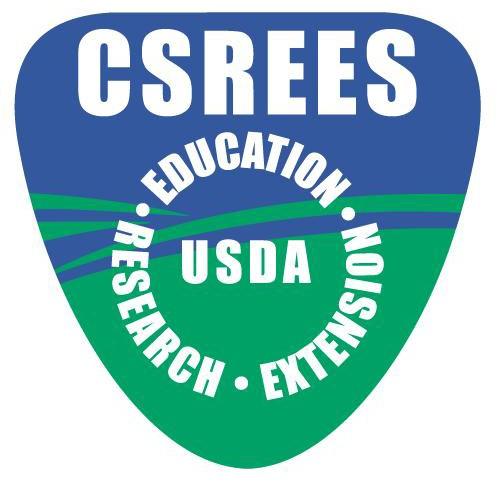 CSREES
EDUCATION • EXTENSION • RESEARCH •
USDA